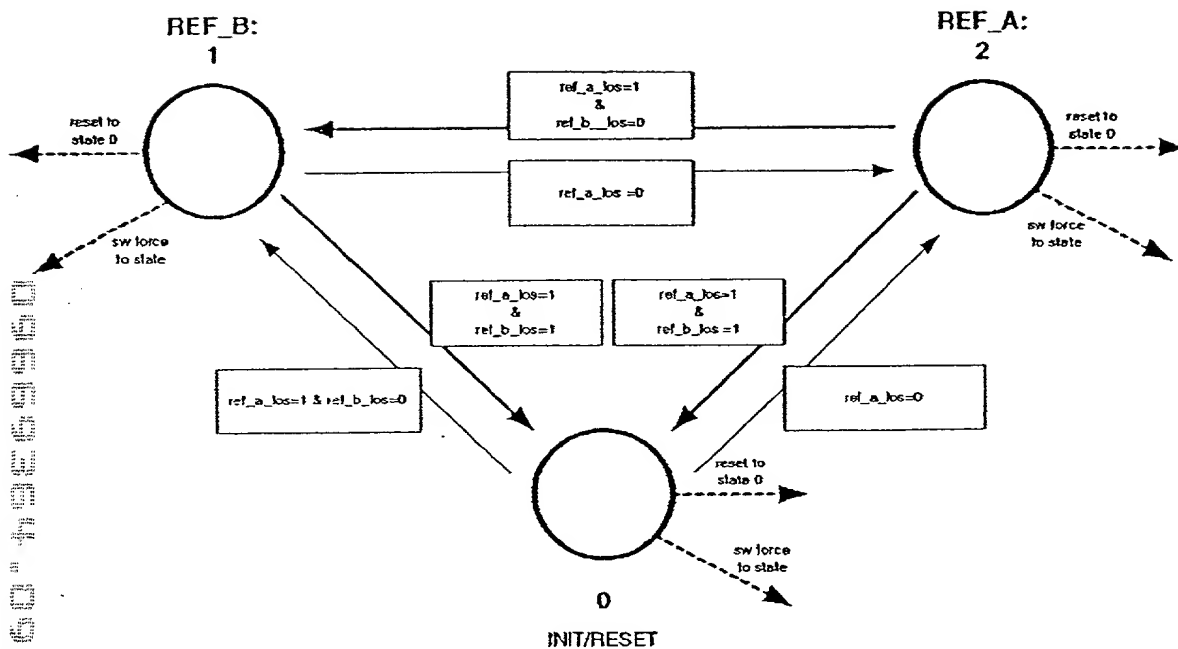 REF_B:
1
REF_A:
2
ref_a_los=1
&
ref_b__los=0
reset to
state 0
reset to
state 0
ref_a_los =0
sw force
to state
sw force
to state
ref_a_los=1
&
ref_b_los=1
ref_a_los=1
&
ref_b_los =1
ref_a_los=1 & ref_b_los=0
ref_a_los=0
reset to
state 0
sw force
to state
0
INIT/RESET